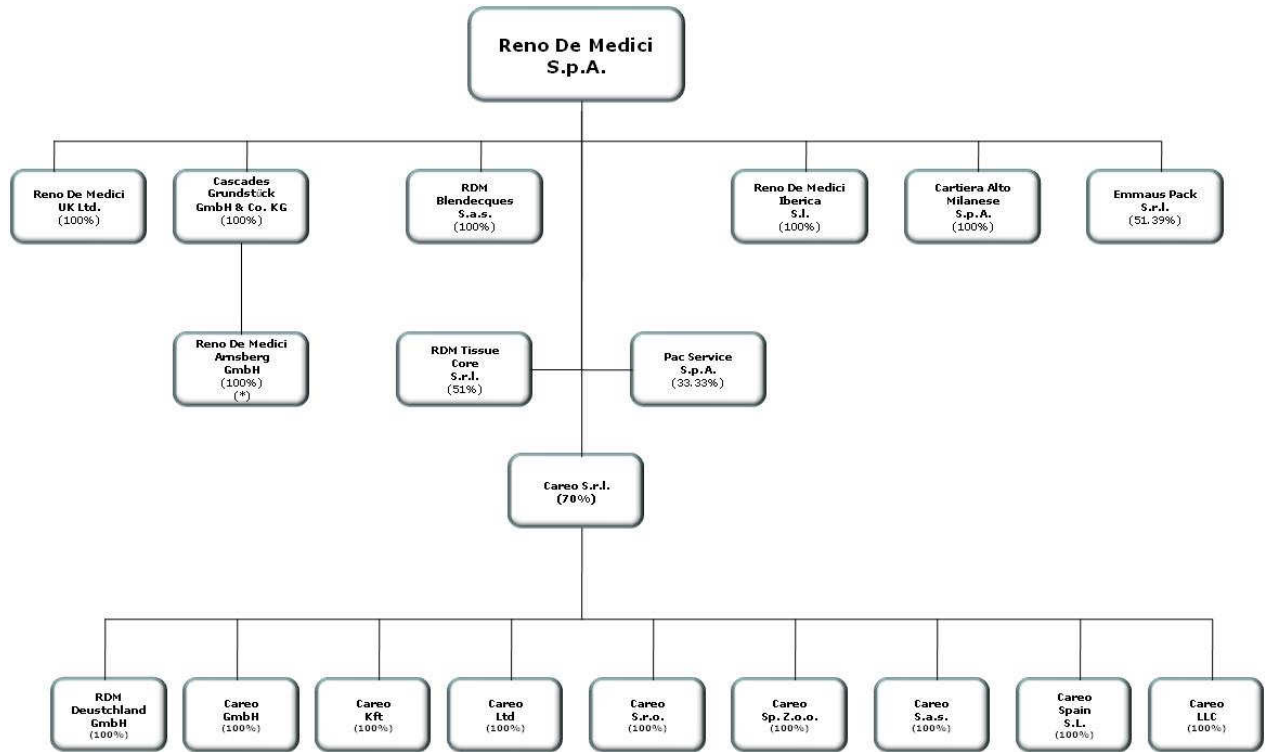 Reno De Medici
S.p.A.
Reno De Medici
UK Ltd.
(100%)
Cascades
Grundstück
GmbH & Co. KG
(100%)
RDM
Blendecques
S.a.s.
(100%)
Reno De Medici
Iberica
S.l.
(100%)
Cartiera Alto
Milanese
S.p.A.
(100%)
Emmaus Pack
S.r.l.
(51.39%)
Reno De Medici
Arnsberg
GmbH
(100%)
(*)
RDM Tissue
Core
S.r.l.
(51%)
Pac Service
S.p.A.
(33.33%)
Careo S.r.l.
(70%)
RDM
Deustchland
GmbH
(100%)
Careo
GmbH
(100%)
Careo
Kft
(100%)
Careo
Ltd
(100%)
Careo
S.r.o.
(100%)
Careo
Sp. Z.o.o.
(100%)
Careo
S.a.s.
(100%)
Careo
Spain
S.L.
(100%)
Careo
LLC
(100%)